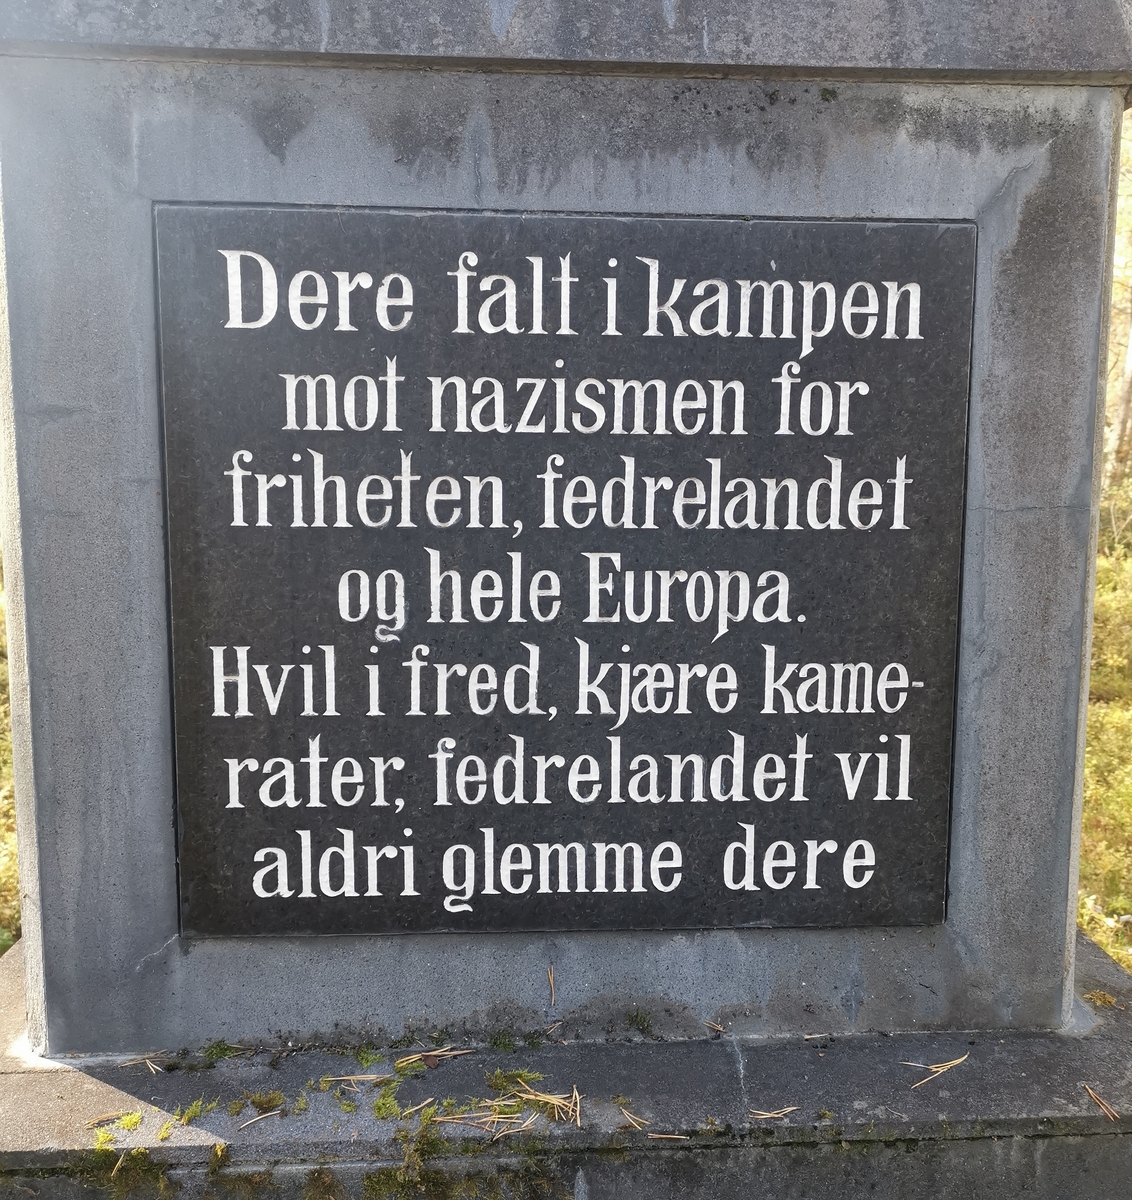 Dere falt i kampen
mot nazismen for
friheten, fedrelandet
og hele Europa.
Hvil i fred, kjære kame-
rater, fedrelandet vil
aldri glemme dere